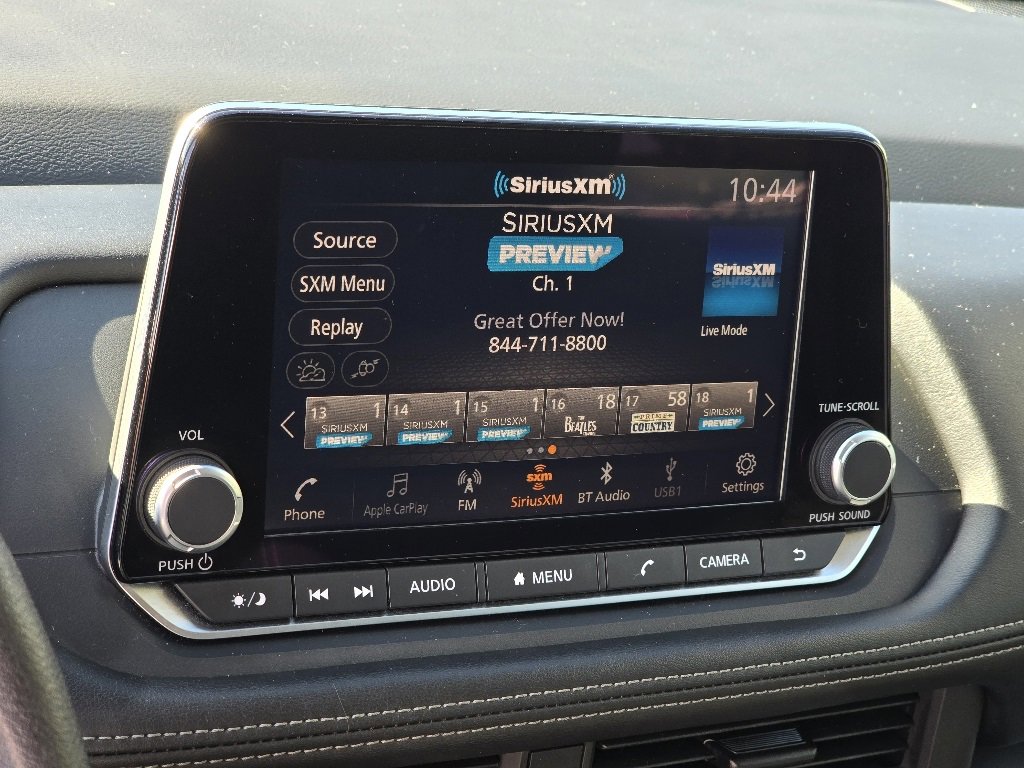 SiriusXM
10:44
SIRIUSXM
PREVIEW
Ch. 1
Source
SXM Menu
Replay
Great Offer Now!
844-711-8800
SiriusXM
Live Mode
13 1
SIRIUSXM
PREVIEW
14 1
SIRIUSXM
PREVIEW
15 1
SIRIUSXM
PREVIEW
16 18
THE
BEATLES
17 58
PRIME
COUNTRY
18 1
SIRIUSXM
PREVIEW
Phone
Apple CarPlay
FM
sxm
SiriusXM
BT Audio
USB1
Settings
VOL
PUSH
TUNE·SCROLL
PUSH SOUND
AUDIO
MENU
CAMERA